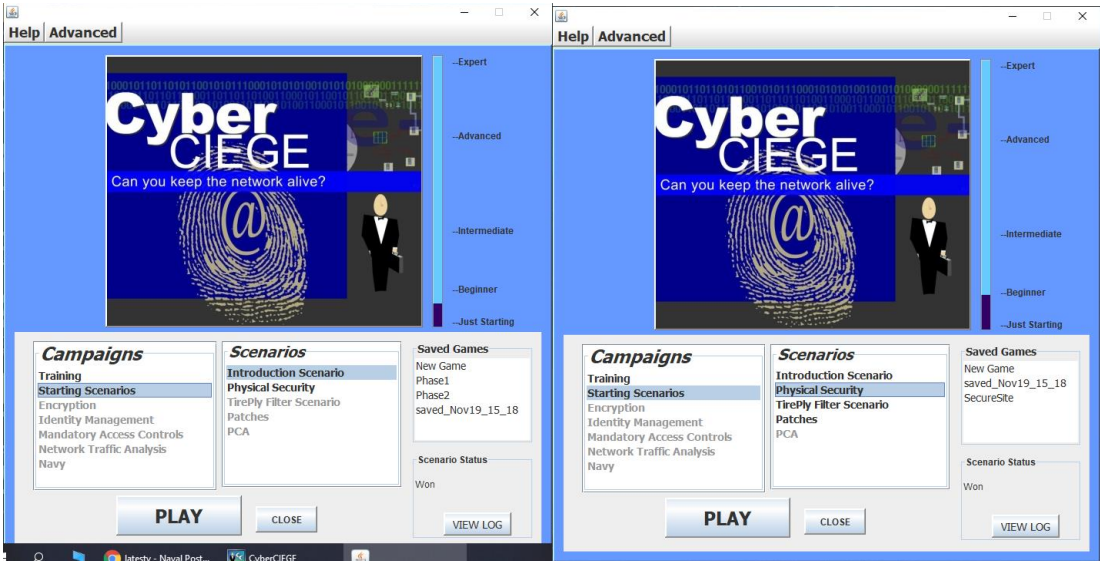 Help Advanced
--Expert
Cyber
CIEGE
--Advanced
Can you keep the network alive?
@
--Intermediate
--Beginner
--Just Starting
Campaigns
Training
Starting Scenarios
Encryption
Identity Management
Mandatory Access Controls
Network Traffic Analysis
Navy
Scenarios
Introduction Scenario
Physical Security
TirePly Filter Scenario
Patches
PCA
Saved Games
New Game
Phase1
Phase2
saved_Nov19_15_18
Scenario Status
Won
PLAY
CLOSE
VIEW LOG
latesty - Naval Post...
CyberCIEGE
Help Advanced
--Expert
Cyber
CIEGE
--Advanced
Can you keep the network alive?
@
--Intermediate
--Beginner
--Just Starting
Campaigns
Training
Starting Scenarios
Encryption
Identity Management
Mandatory Access Controls
Network Traffic Analysis
Navy
Scenarios
Introduction Scenario
Physical Security
TirePly Filter Scenario
Patches
PCA
Saved Games
New Game
saved_Nov19_15_18
SecureSite
Scenario Status
Won
PLAY
CLOSE
VIEW LOG